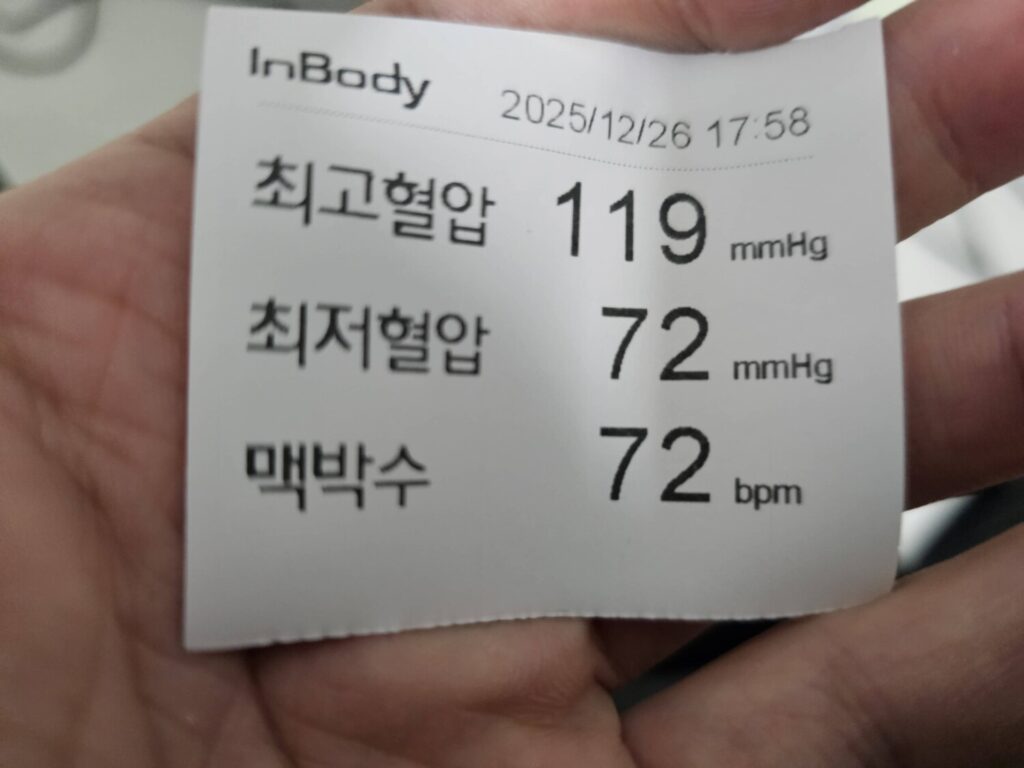 InBody 2025/12/26 17:58
최고혈압 119 mmHg
최저혈압 72 mmHg
맥박수 72 bpm